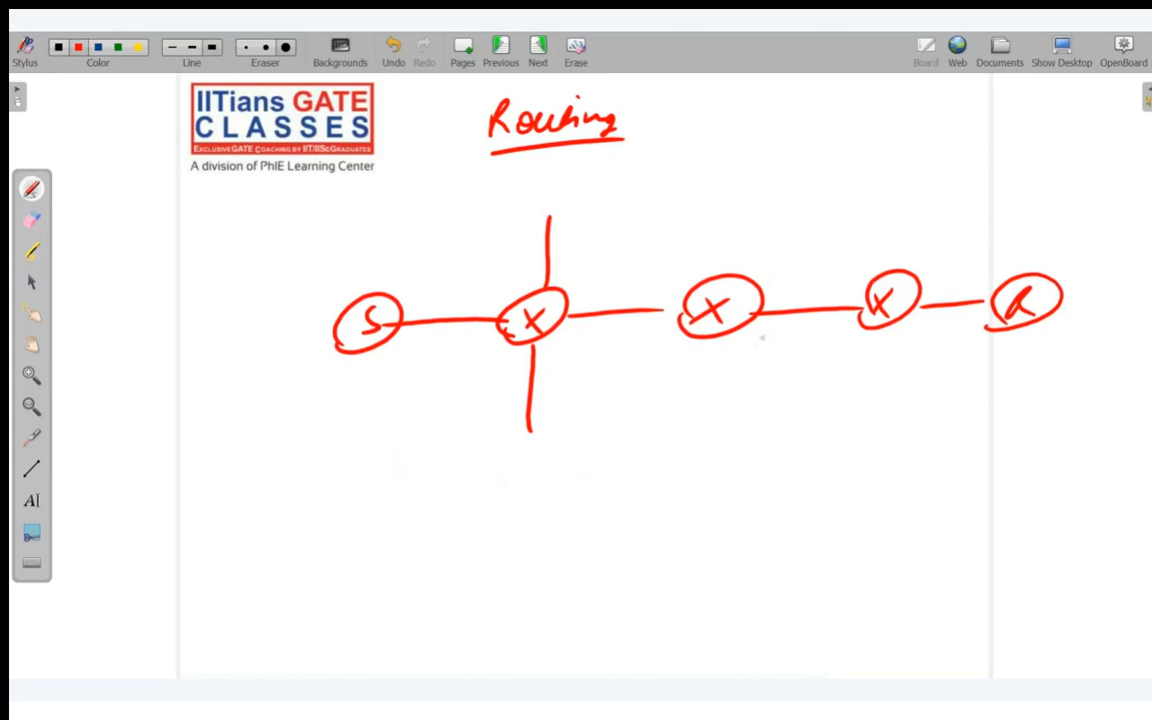 Stylus Color Line Eraser Backgrounds Undo Redo Pages Previous Next Erase Board Web Documents Show Desktop OpenBoard
IITians GATE
CLASSES
EXCLUSIVE GATE COACHING BY IIT/IISC GRADUATES
A division of PhIE Learning Center
Routing
S X X X R
AI